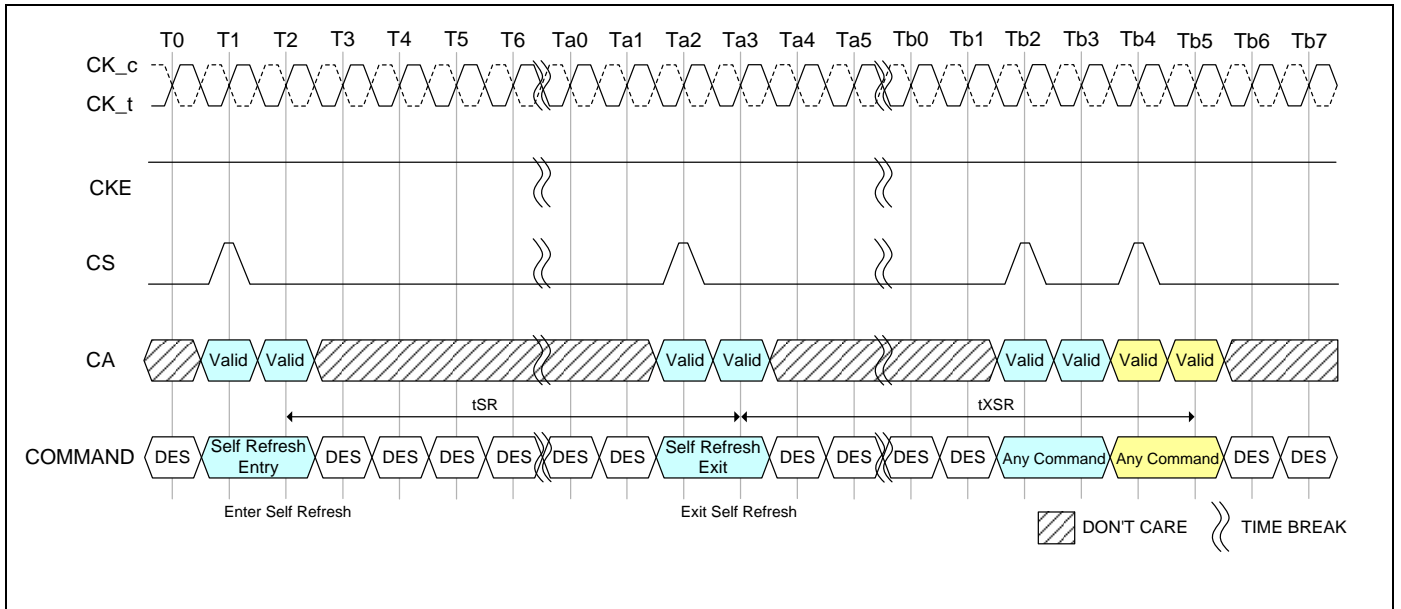 T0 T1 T2 T3 T4 T5 T6 Ta0 Ta1 Ta2 Ta3 Ta4 Ta5 Tb0 Tb1 Tb2 Tb3 Tb4 Tb5 Tb6 Tb7
CK_c
CK_t
CKE
CS
CA Valid Valid Valid Valid Valid Valid Valid Valid
tSR tXSR
COMMAND DES Self Refresh Entry DES DES DES DES DES DES Self Refresh Exit DES DES DES DES Any Command Any Command DES DES
Enter Self Refresh Exit Self Refresh
DON'T CARE TIME BREAK